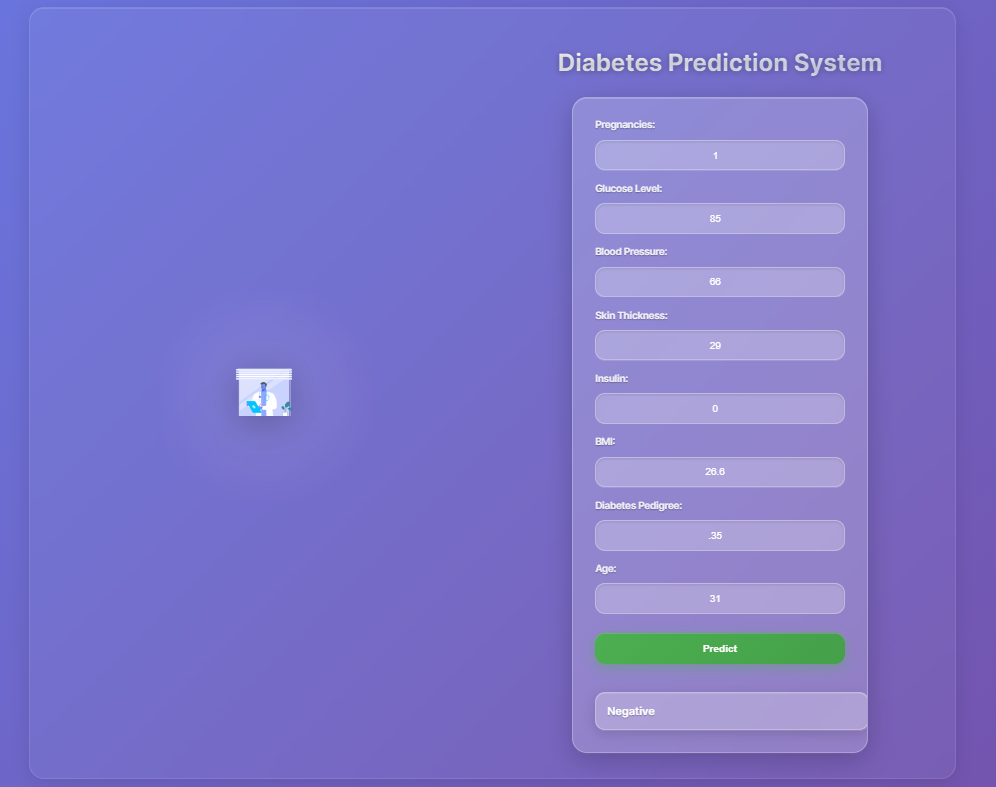 Diabetes Prediction System
Pregnancies:
1
Glucose Level:
85
Blood Pressure:
66
Skin Thickness:
29
Insulin:
0
BMI:
26.6
Diabetes Pedigree:
.35
Age:
31
Predict
Negative